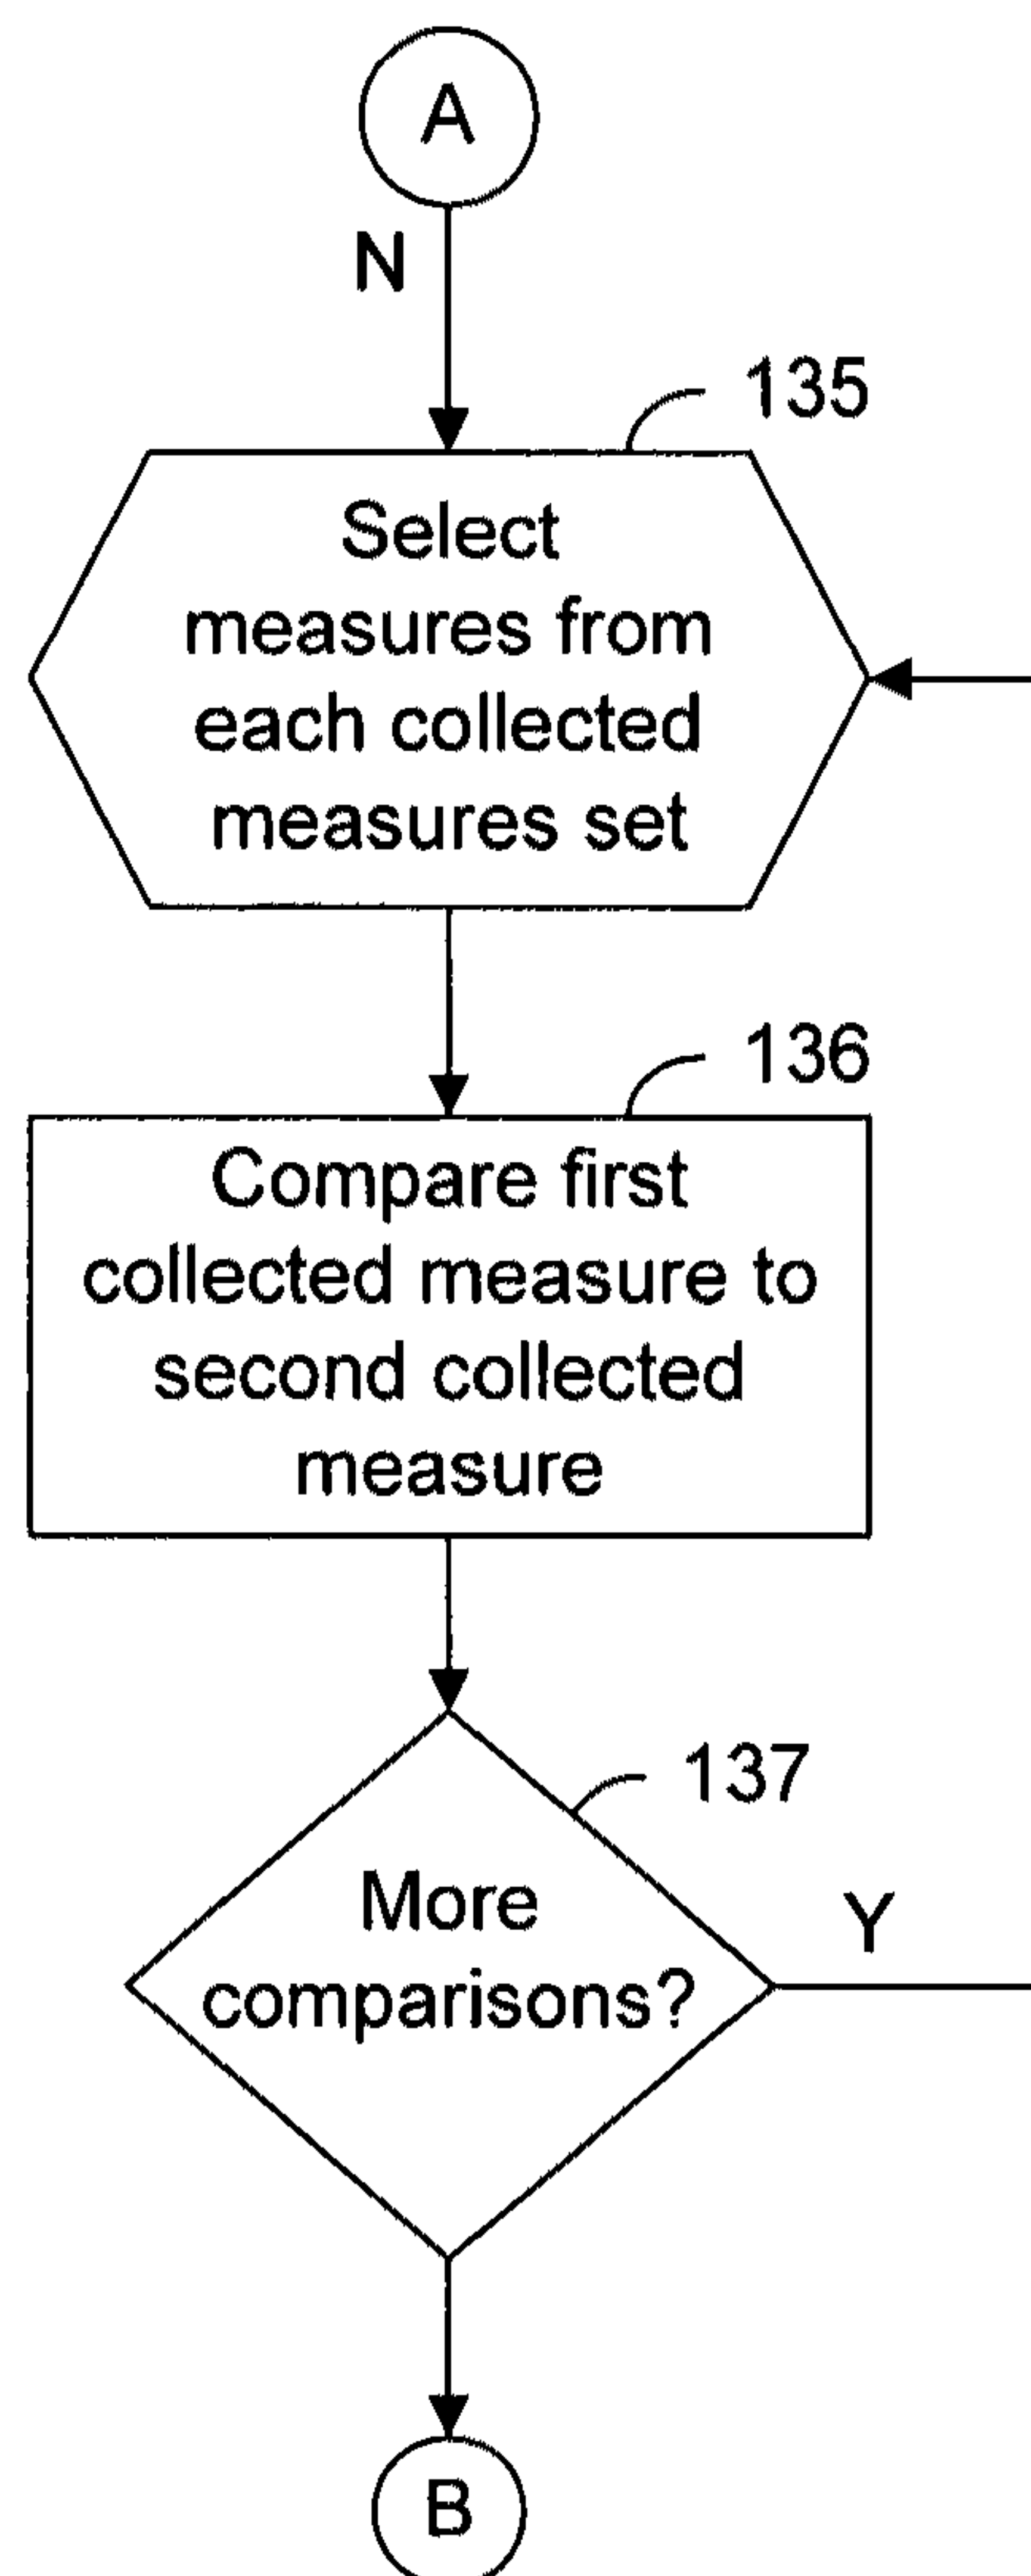 A
N
135
Select
measures from
each collected
measures set
136
Compare first
collected measure to
second collected
measure
137
More
comparisons?
Y
B